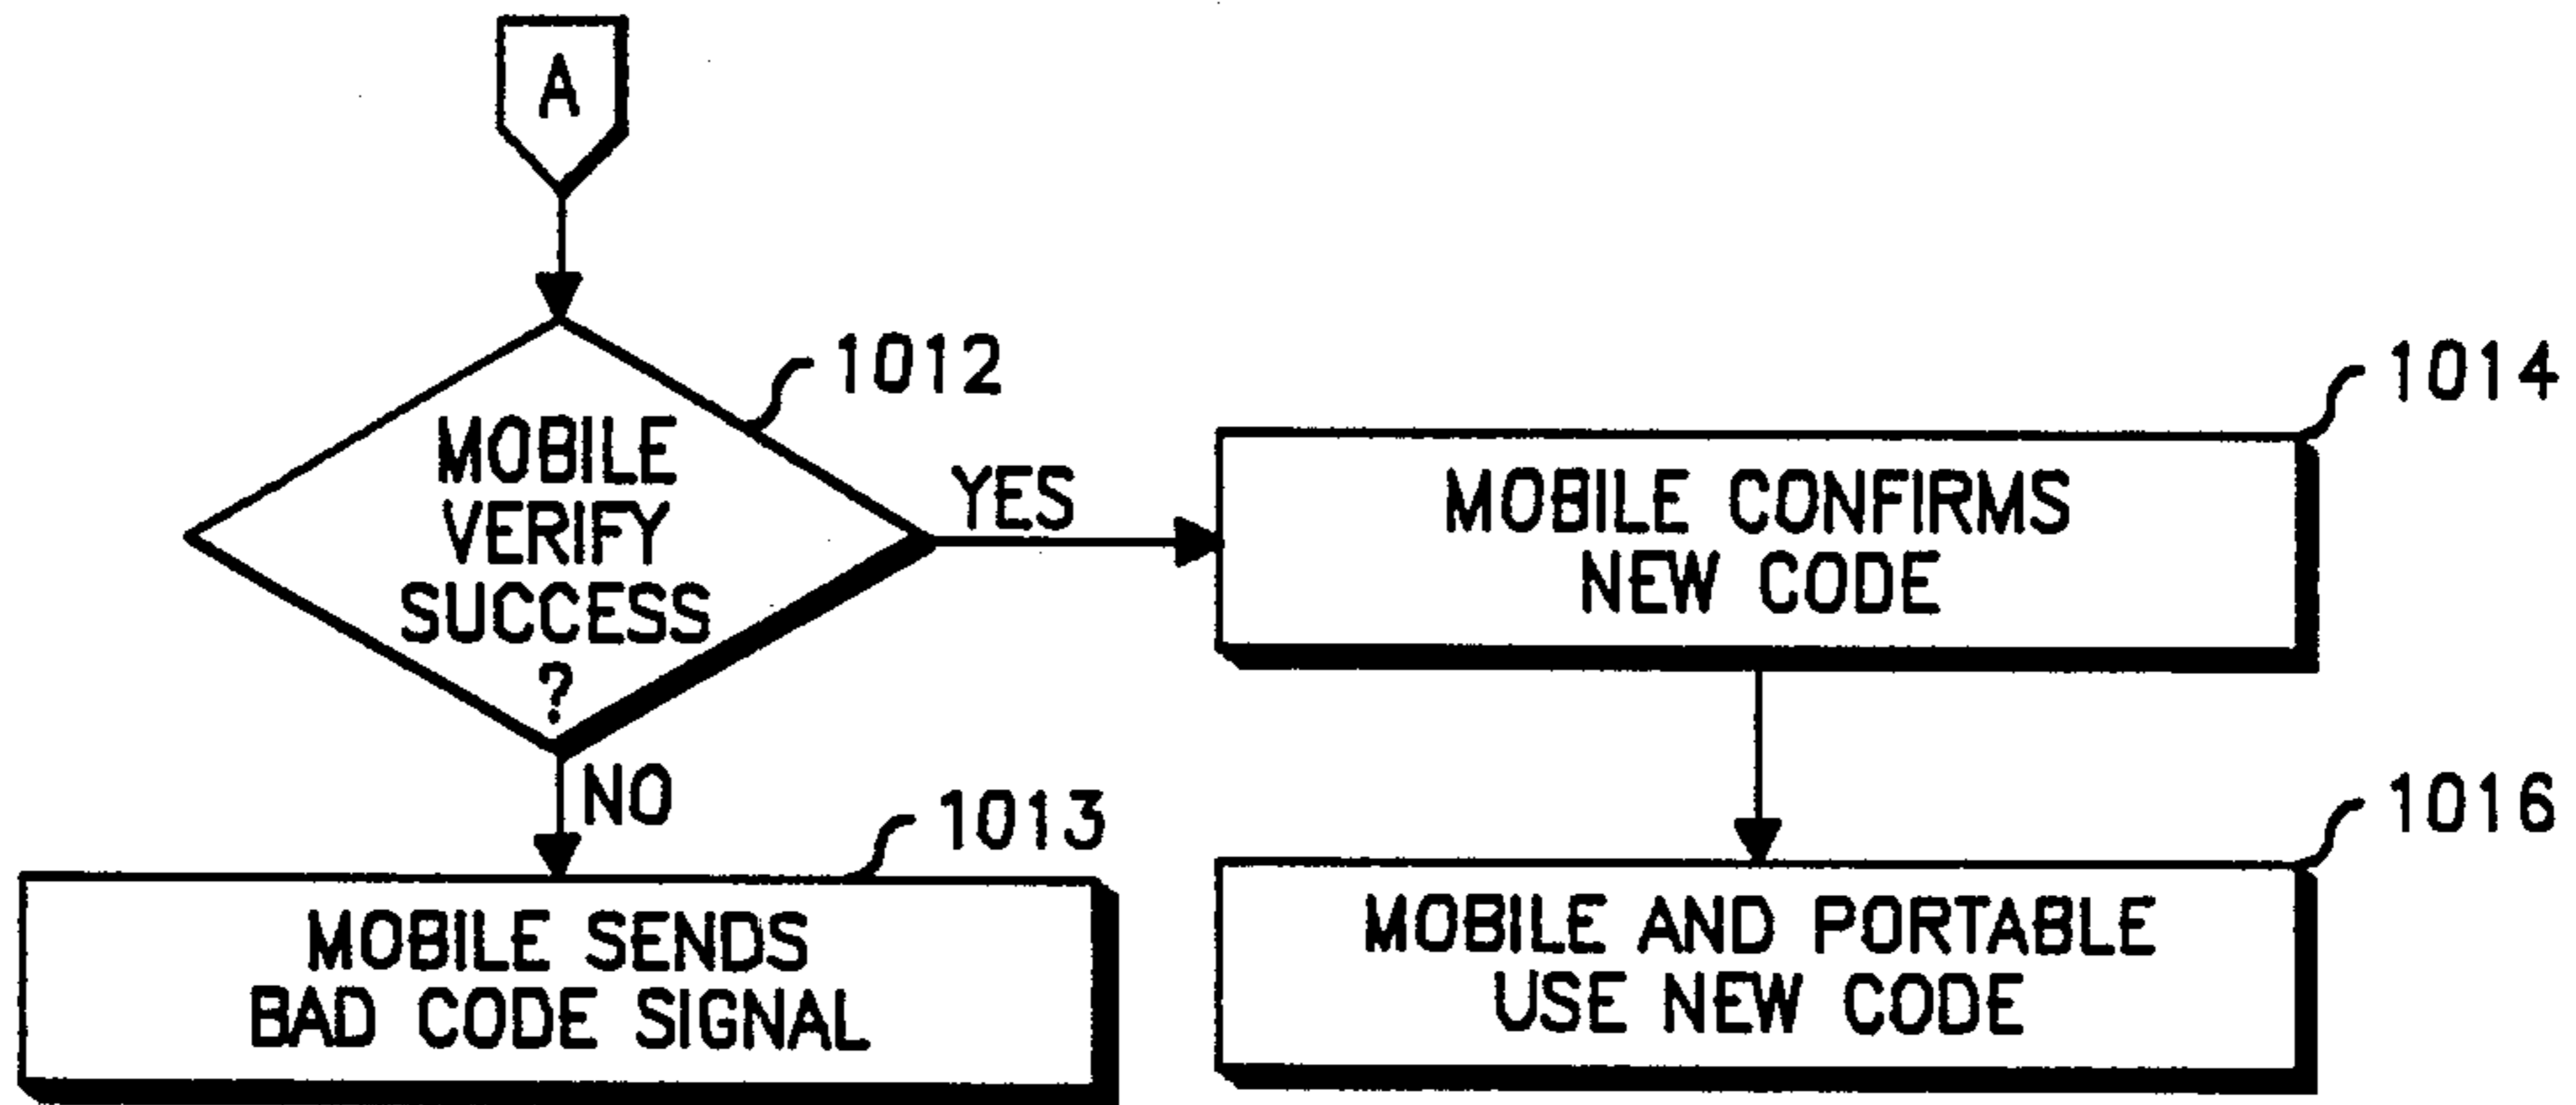 A
1012
MOBILE
VERIFY
SUCCESS
?
YES
1014
MOBILE CONFIRMS
NEW CODE
NO
1013
MOBILE SENDS
BAD CODE SIGNAL
1016
MOBILE AND PORTABLE
USE NEW CODE